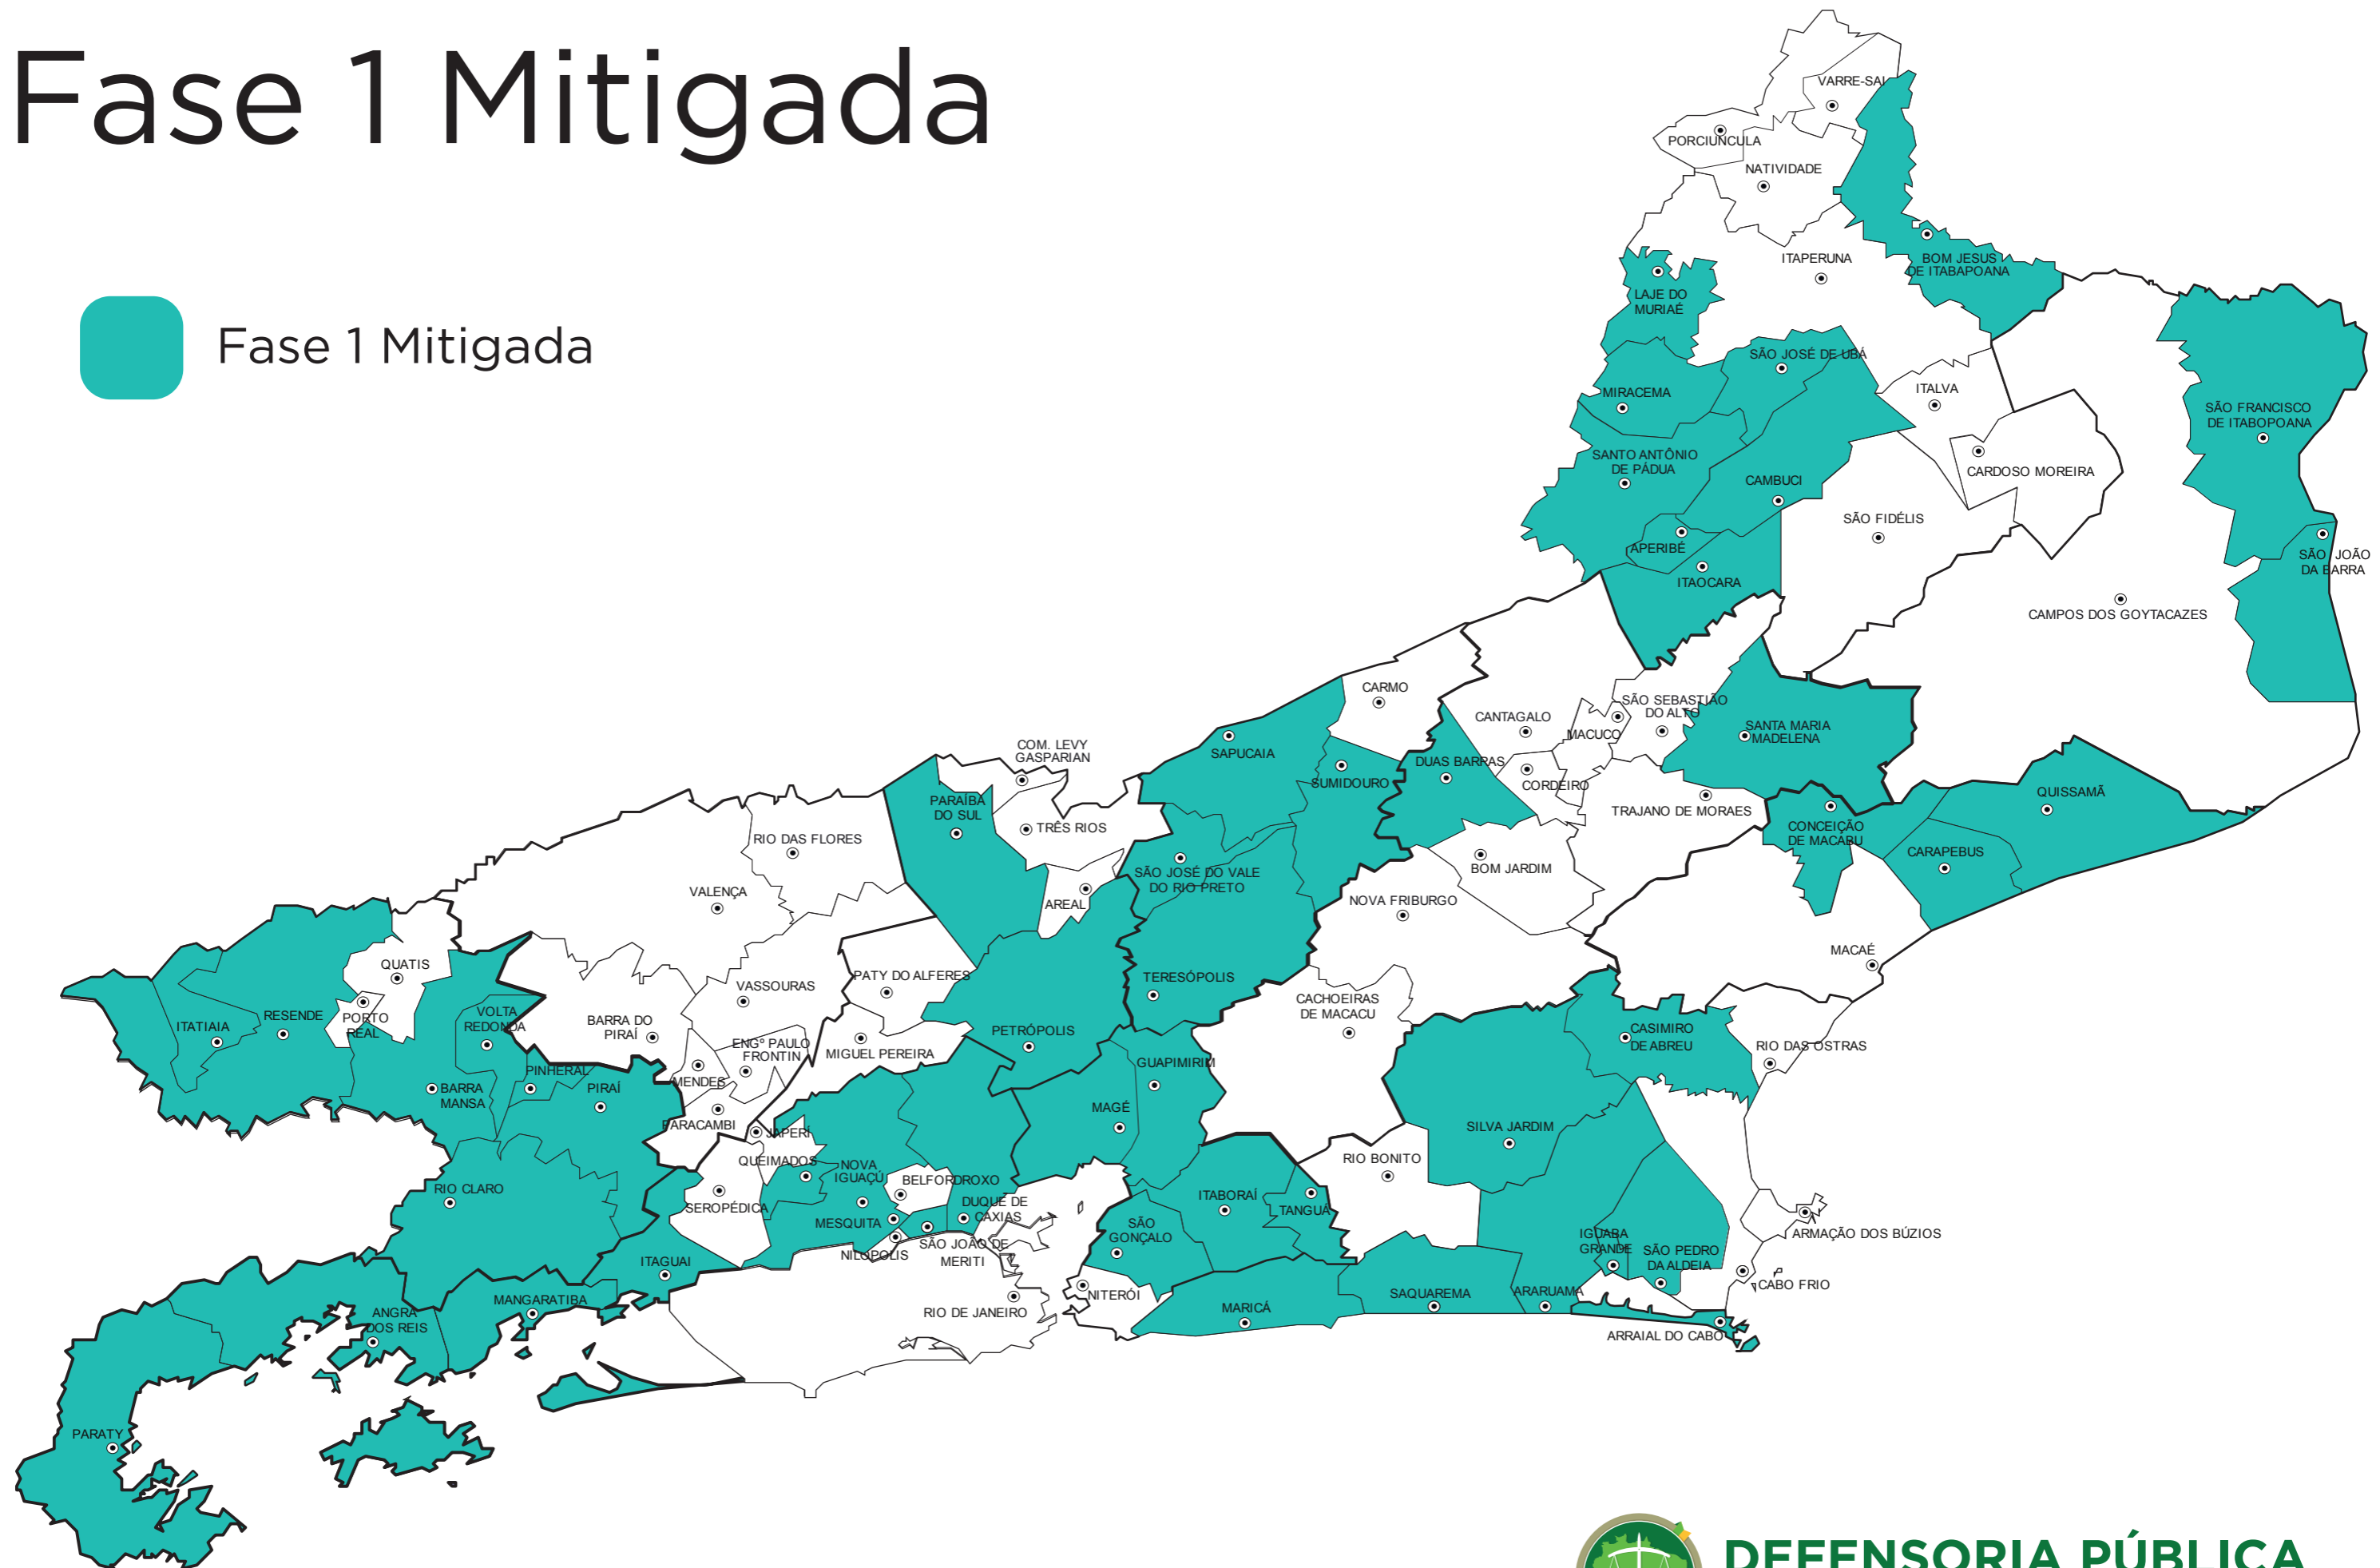 Fase 1 Mitigada
Fase 1 Mitigada
VARRE-SAI
PORCIÚNCULA
NATIVIDADE
ITAPERUNA
BOM JESUS
DE ITABAPOANA
LAJE DO
MURIAÉ
SÃO JOSÉ DE UBÁ
MIRACEMA
ITALVA
SÃO FRANCISCO
DE ITABOPOANA
SANTO ANTÔNIO
DE PÁDUA
CARDOSO MOREIRA
CAMBUCI
SÃO FIDÉLIS
APERIBÉ
SÃO JOÃO
DA BARRA
ITAOCARA
CAMPOS DOS GOYTACAZES
CARMO
CANTAGALO
SÃO SEBASTIÃO
DO ALTO
MACUCO
SANTA MARIA
MADELENA
COM. LEVY
GASPARIAN
SAPUCAIA
DUAS BARRAS
SUMIDOURO
CORDEIRO
QUISSAMÃ
PARAÍBA
DO SUL
TRÊS RIOS
TRAJANO DE MORAES
CONCEIÇÃO
DE MACABU
RIO DAS FLORES
CARAPEBUS
SÃO JOSÉ DO VALE
DO RIO PRETO
BOM JARDIM
VALENÇA
AREAL
NOVA FRIBURGO
MACAÉ
QUATIS
PATY DO ALFERES
TERESÓPOLIS
VASSOURAS
CACHOEIRAS
DE MACACU
ITATIAIA
RESENDE
PORTO
REAL
VOLTA
REDONDA
BARRA DO
PIRAÍ
PETRÓPOLIS
CASIMIRO
DE ABREU
ENGº PAULO
FRONTIN
MIGUEL PEREIRA
RIO DAS OSTRAS
GUAPIMIRIM
PINHERAL
MENDES
BARRA
MANSA
PIRAÍ
MAGÉ
PARACAMBI
JAPERÍ
SILVA JARDIM
QUEIMADOS
NOVA
IGUAÇÚ
RIO BONITO
BELFORDROXO
RIO CLARO
SEROPÉDICA
DUQUE DE
CAXIAS
ITABORAÍ
TANGUÁ
MESQUITA
SÃO
GONÇALO
NILÓPOLIS
SÃO JOÃO DE
MERITI
IGUABA
GRANDE
SÃO PEDRO
DA ALDEIA
ARMAÇÃO DOS BÚZIOS
ITAGUAI
CABO FRIO
MANGARATIBA
NITERÓI
SAQUAREMA
ARARUAMA
ANGRA
DOS REIS
RIO DE JANEIRO
MARICÁ
ARRAIAL DO CABO
PARATY
DEFENSORIA PÚBLICA